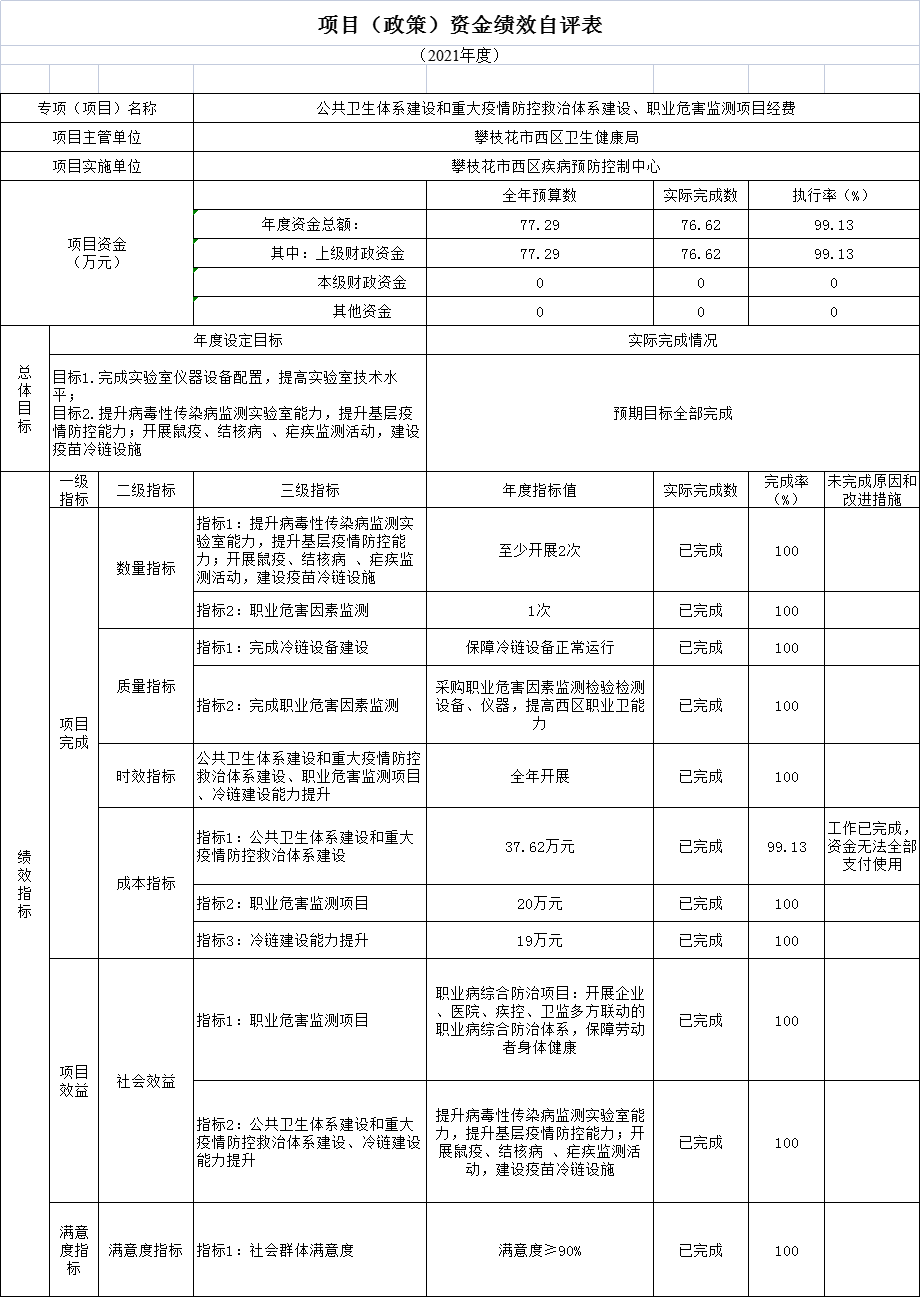 项目（政策）资金绩效自评表
（2021年度）
专项（项目）名称
公共卫生体系建设和重大疫情防控救治体系建设、职业危害监测项目经费
项目主管单位
攀枝花市西区卫生健康局
项目实施单位
攀枝花市西区疾病预防控制中心
项目资金
（万元）
全年预算数
实际完成数
执行率（%）
年度资金总额：
77.29
76.62
99.13
其中：上级财政资金
77.29
76.62
99.13
本级财政资金
0
0
0
其他资金
0
0
0
总体目标
年度设定目标
实际完成情况
目标1.完成实验室仪器设备配置，提高实验室技术水
平；
目标2.提升病毒性传染病监测实验室能力，提升基层疫
情防控能力；开展鼠疫、结核病 、疟疾监测活动，建设
疫苗冷链设施
预期目标全部完成
绩效指标
一级
指标
二级指标
三级指标
年度指标值
实际完成数
完成率
（%）
未完成原因和
改进措施
项目
完成
数量指标
指标1：提升病毒性传染病监测实
验室能力，提升基层疫情防控能
力；开展鼠疫、结核病 、疟疾监
测活动，建设疫苗冷链设施
至少开展2次
已完成
100
指标2：职业危害因素监测
1次
已完成
100
质量指标
指标1：完成冷链设备建设
保障冷链设备正常运行
已完成
100
指标2：完成职业危害因素监测
采购职业危害因素监测检验检测
设备、仪器，提高西区职业卫能
力
已完成
100
时效指标
公共卫生体系建设和重大疫情防控
救治体系建设、职业危害监测项目
、冷链建设能力提升
全年开展
已完成
100
成本指标
指标1：公共卫生体系建设和重大
疫情防控救治体系建设
37.62万元
已完成
99.13
工作已完成，
资金无法全部
支付使用
指标2：职业危害监测项目
20万元
已完成
100
指标3：冷链建设能力提升
19万元
已完成
100
项目
效益
社会效益
指标1：职业危害监测项目
职业病综合防治项目：开展企业
、医院、疾控、卫监多方联动的
职业病综合防治体系，保障劳动
者身体健康
已完成
100
指标2：公共卫生体系建设和重大
疫情防控救治体系建设、冷链建设
能力提升
提升病毒性传染病监测实验室能
力，提升基层疫情防控能力；开
展鼠疫、结核病 、疟疾监测活
动，建设疫苗冷链设施
已完成
100
满意
度指
标
满意度指标
指标1：社会群体满意度
满意度≥90%
已完成
100